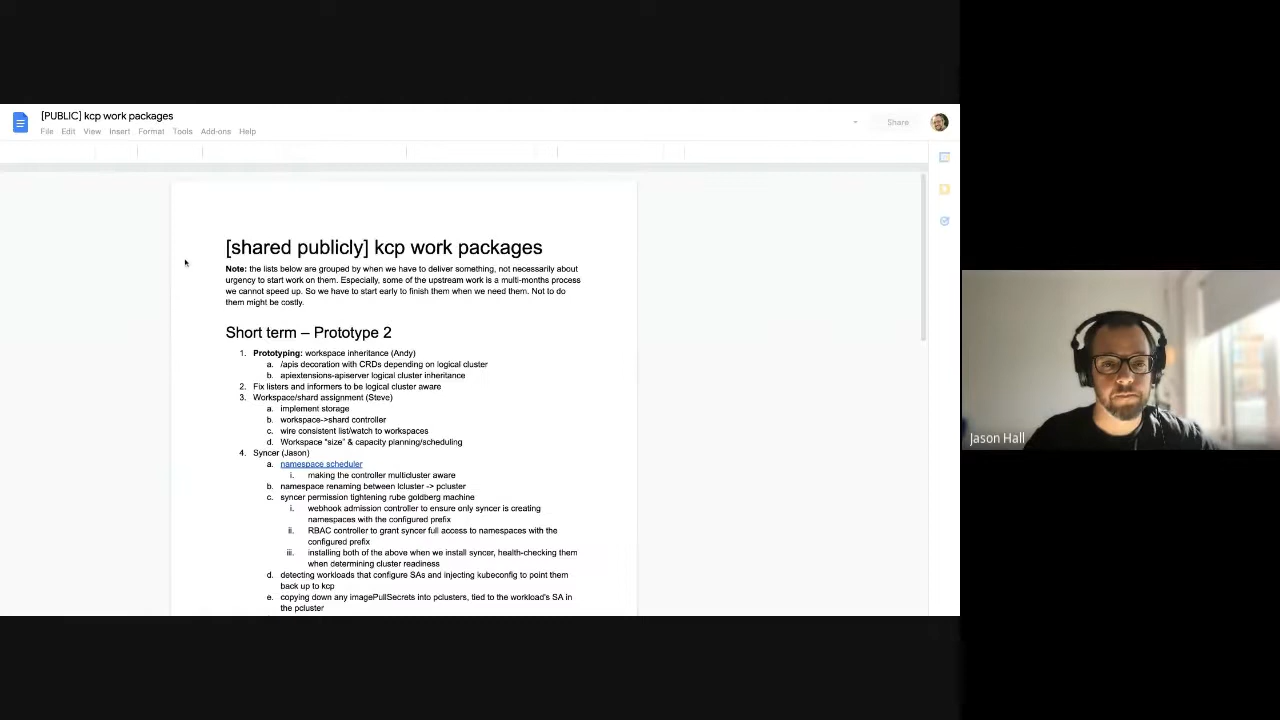 [PUBLIC] kcp work packages
File Edit View Insert Format Tools Add-ons Help
Share
[shared publicly] kcp work packages
Note: the lists below are grouped by when we have to deliver something, not necessarily about
urgency to start work on them. Especially, some of the upstream work is a multi-months process
we cannot speed up. So we have to start early to finish them when we need them. Not to do
them might be costly.
Short term – Prototype 2
1. Prototyping: workspace inheritance (Andy)
a. /apis decoration with CRDs depending on logical cluster
b. apiextensions-apiserver logical cluster inheritance
2. Fix listers and informers to be logical cluster aware
3. Workspace/shard assignment (Steve)
a. implement storage
b. workspace->shard controller
c. wire consistent list/watch to workspaces
d. Workspace “size” & capacity planning/scheduling
4. Syncer (Jason)
a. namespace scheduler
i. making the controller multicluster aware
b. namespace renaming between lcluster -> pcluster
c. syncer permission tightening rube goldberg machine
i. webhook admission controller to ensure only syncer is creating
namespaces with the configured prefix
ii. RBAC controller to grant syncer full access to namespaces with the
configured prefix
iii. installing both of the above when we install syncer, health-checking them
when determining cluster readiness
d. detecting workloads that configure SAs and injecting kubeconfig to point them
back up to kcp
e. copying down any imagePullSecrets into pclusters, tied to the workload's SA in
the pcluster
Jason Hall